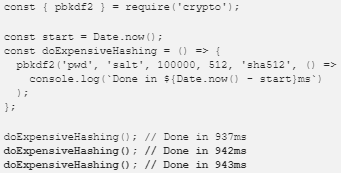 const { pbkdf2 } = require('crypto');
const start = Date.now();
const doExpensiveHashing = () => {
pbkdf2('pwd', 'salt', 100000, 512, 'sha512', () =>
console.log(`Done in ${Date.now() - start}ms`)
);
};
doExpensiveHashing(); // Done in 937ms
doExpensiveHashing(); // Done in 942ms
doExpensiveHashing(); // Done in 943ms